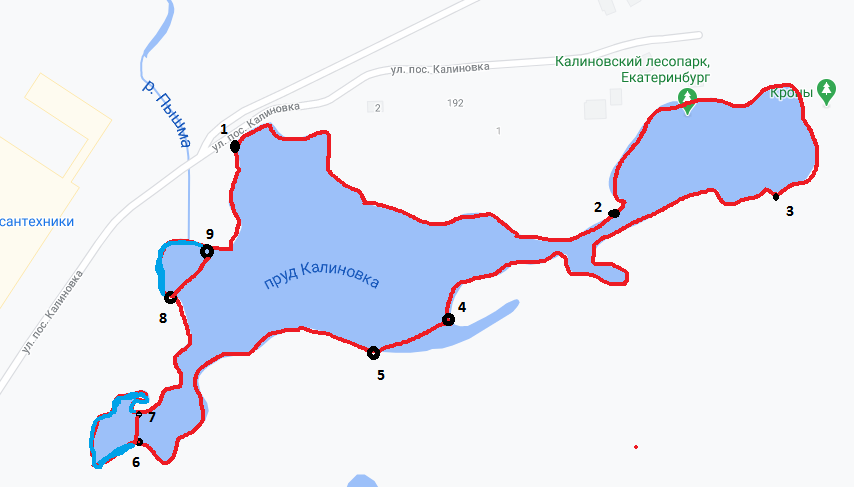 Калиновский лесопарк,
Екатеринбург
ул. пос. Калиновка
Кроны
р. Пышма
2
192
1
ул. пос. Калиновка
1
2
3
сантехники
9
пруд Калиновка
8
4
ул. пос. Калиновка
5
7
6